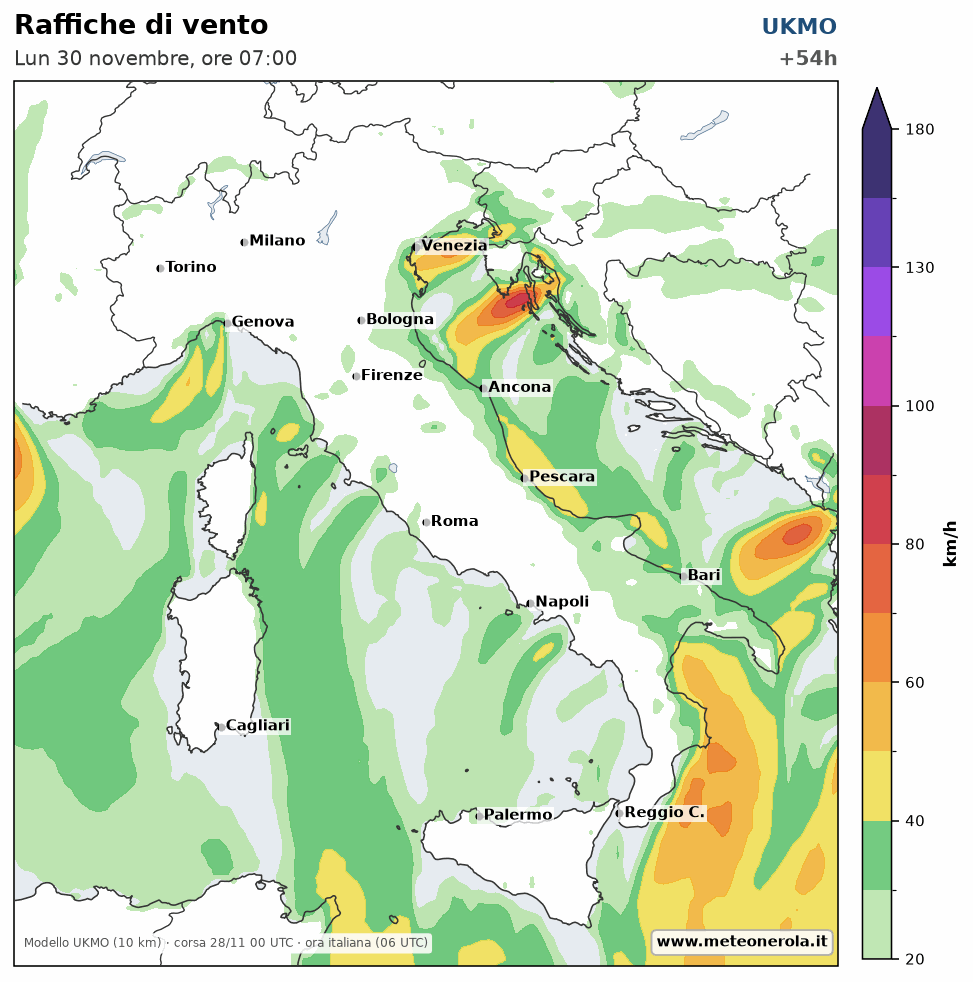 Raffiche di vento
UKMO
Lun 30 novembre, ore 07:00
+54h
180
Milano
Venezia
Torino
130
Genova
Bologna
Firenze
Ancona
100
Pescara
Roma
km/h
80
Bari
Napoli
60
Cagliari
Palermo
Reggio C.
40
Modello UKMO (10 km) · corsa 28/11 00 UTC · ora italiana (06 UTC)
www.meteonerola.it
20